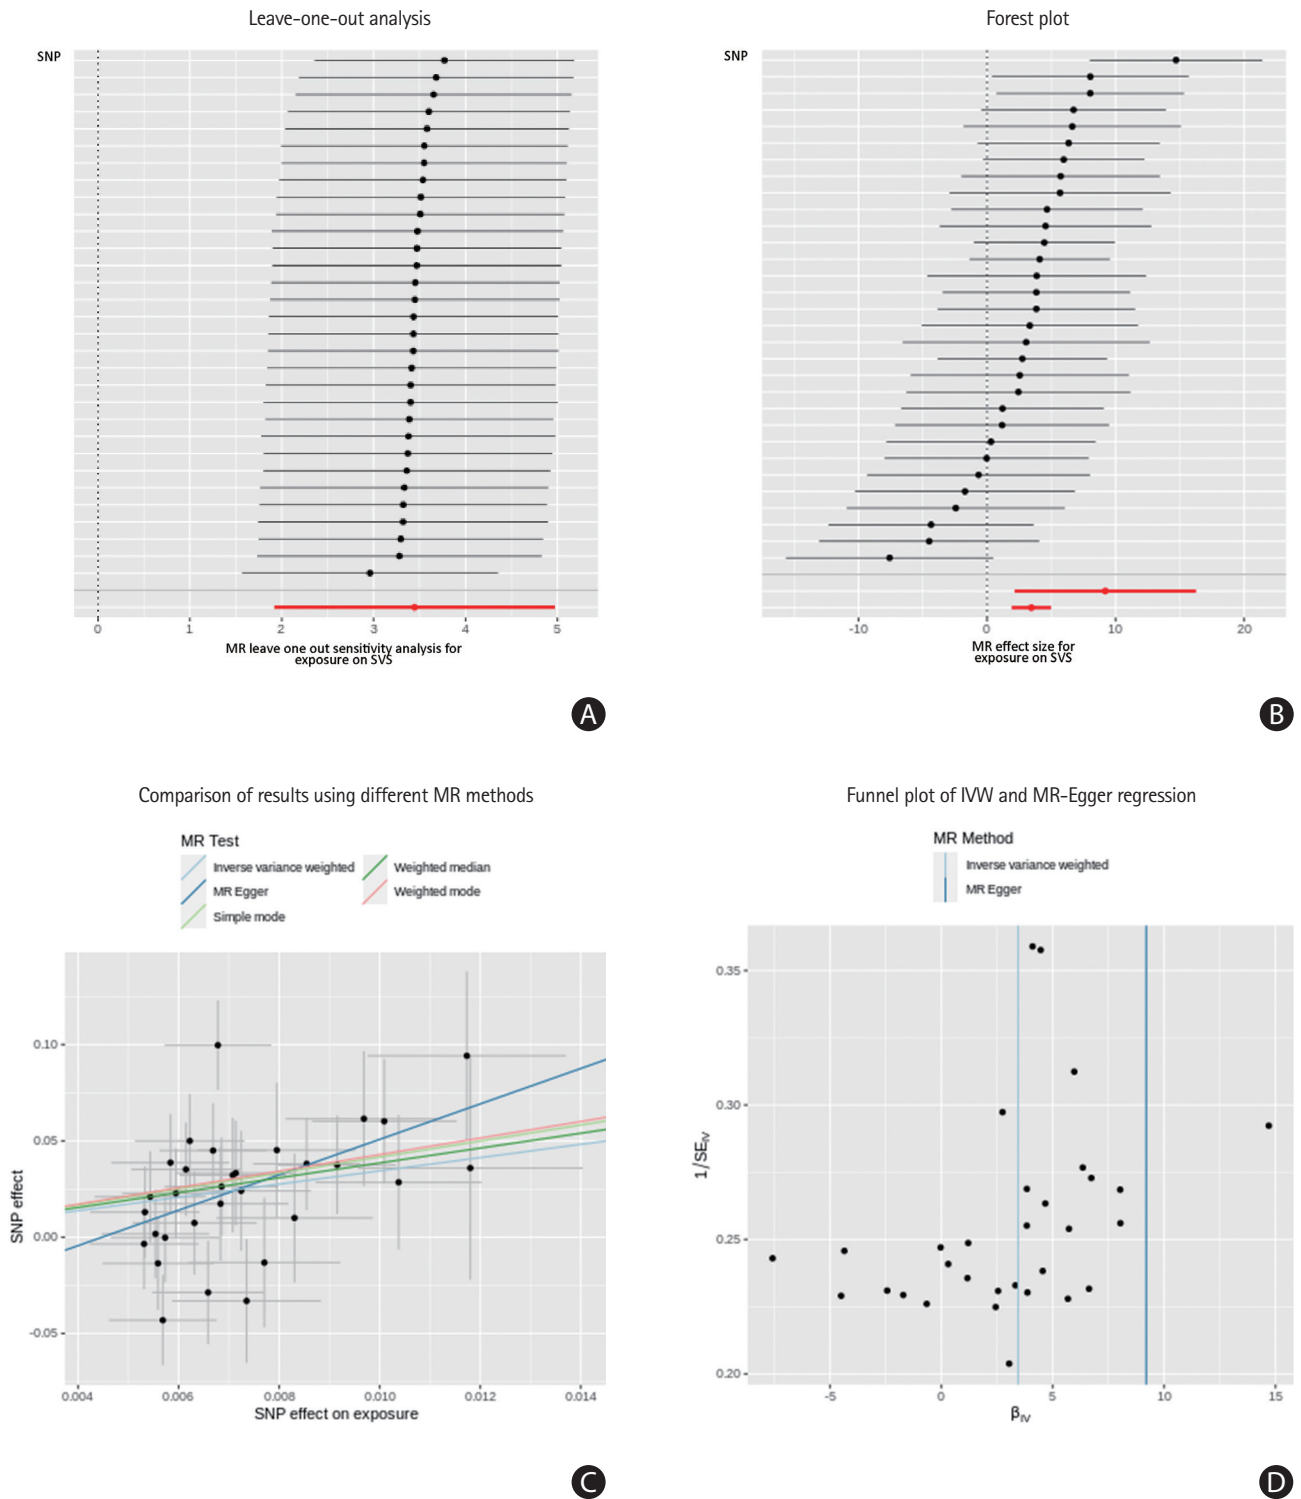 Leave-one-out analysis
SNP
0 1 2 3 4 5
MR leave one out sensitivity analysis for
exposure on SVS
A
Forest plot
SNP
-10 0 10 20
MR effect size for
exposure on SVS
B
Comparison of results using different MR methods
MR Test
Inverse variance weighted
MR Egger
Simple mode
Weighted median
Weighted mode
SNP effect
0.10
0.05
0.00
-0.05
0.004 0.006 0.008 0.010 0.012 0.014
SNP effect on exposure
C
Funnel plot of IVW and MR-Egger regression
MR Method
Inverse variance weighted
MR Egger
1/SE_IV
0.35
0.30
0.25
0.20
-5 0 5 10 15
β_IV
D